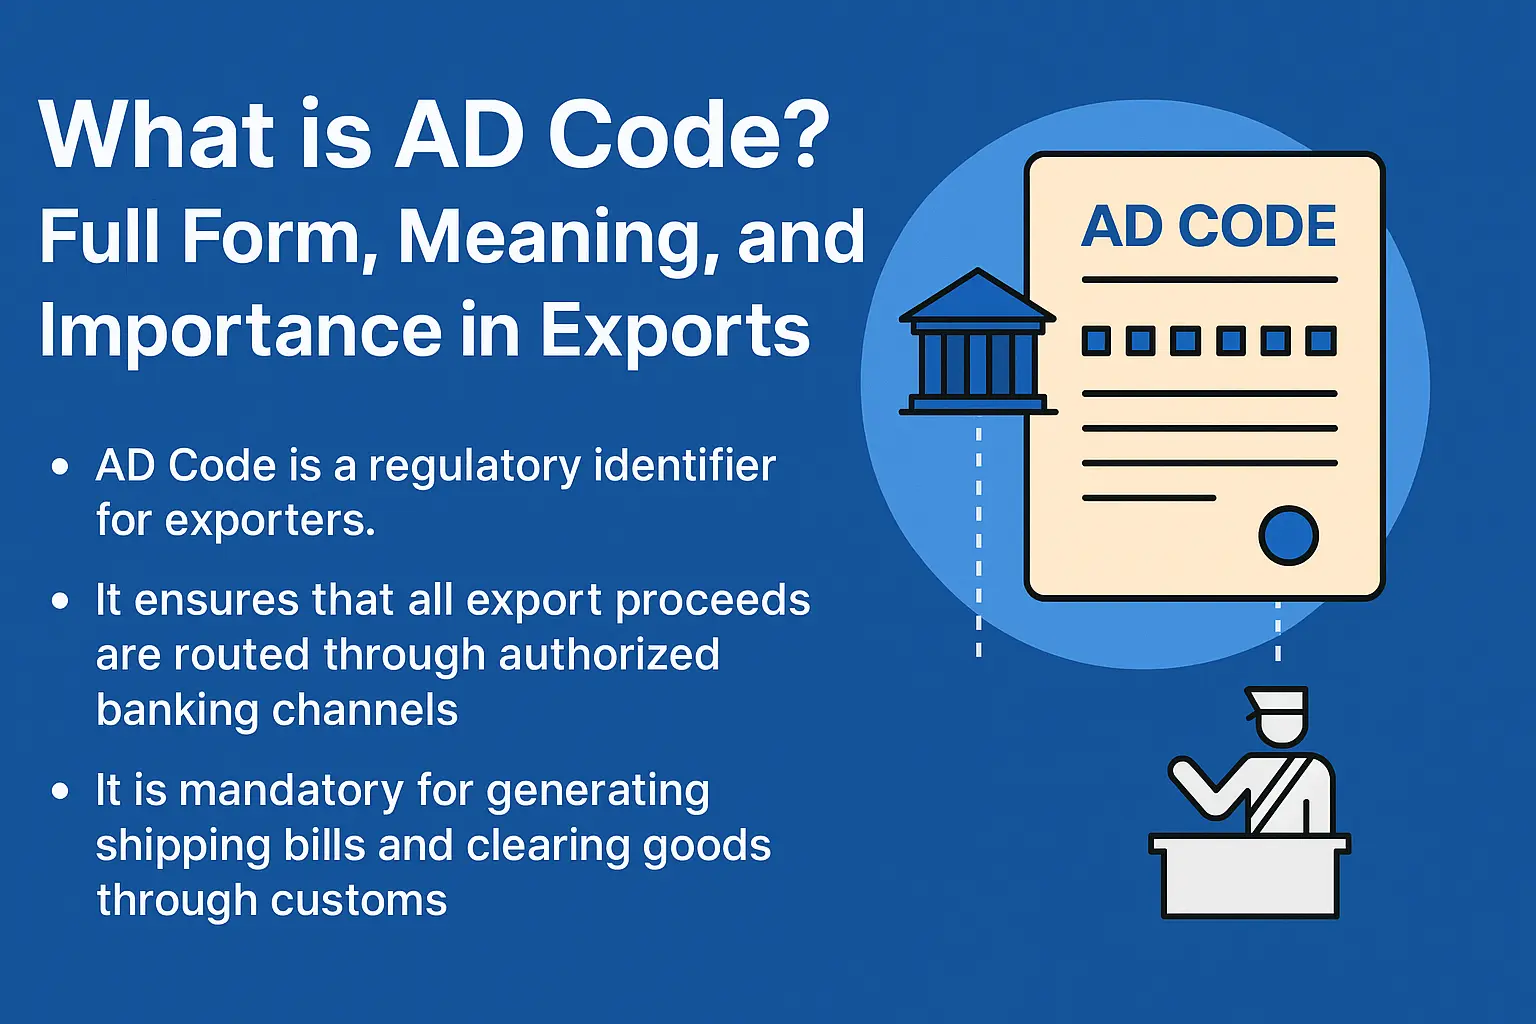 What is AD Code?
Full Form, Meaning, and
Importance in Exports
• AD Code is a regulatory identifier
for exporters.
• It ensures that all export proceeds
are routed through authorized
banking channels
• It is mandatory for generating
shipping bills and clearing goods
through customs
AD CODE